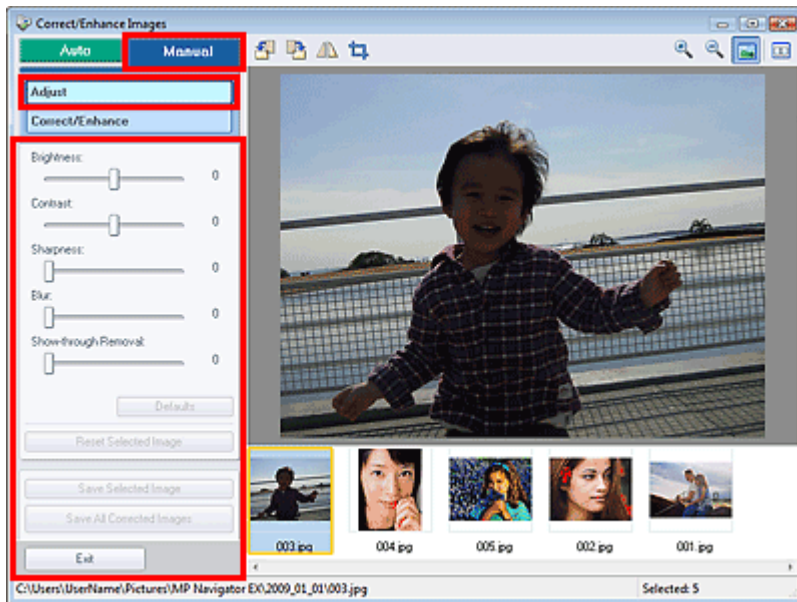 Correct/Enhance Images
Auto
Manual
Adjust
Correct/Enhance
Brightness:
0
Contrast:
0
Sharpness:
0
Blur:
0
Show-through Removal:
0
Defaults
Reset Selected Image
Save Selected Image
Save All Corrected Images
Exit
003.jpg
004.jpg
005.jpg
002.jpg
001.jpg
C:\Users\UserName\Pictures\MP Navigator EX\2009_01_01\003.jpg
Selected: 5